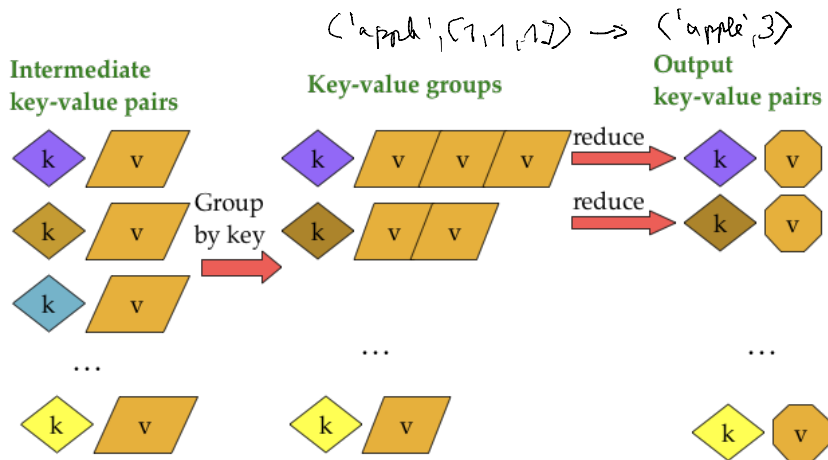 ('appli',[1,1,1]) → ('apple',3)
Intermediate
key-value pairs
Key-value groups
Output
key-value pairs
k v
k v v v
reduce
k v
k v
Group
by key
k v v
reduce
k v
k v
...
...
...
k v
k v
k v